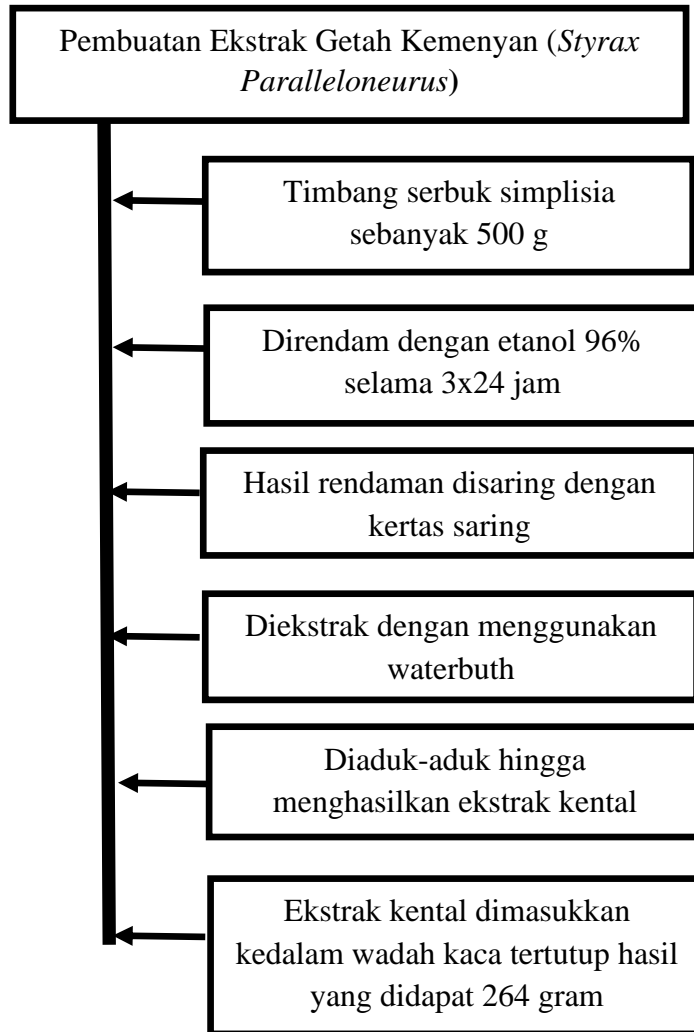 Pembuatan Ekstrak Getah Kemenyan (Styrax
Paralleloneurus)
Timbang serbuk simplisia
sebanyak 500 g
Direndam dengan etanol 96%
selama 3x24 jam
Hasil rendaman disaring dengan
kertas saring
Diekstrak dengan menggunakan
waterbuth
Diaduk-aduk hingga
menghasilkan ekstrak kental
Ekstrak kental dimasukkan
kedalam wadah kaca tertutup hasil
yang didapat 264 gram